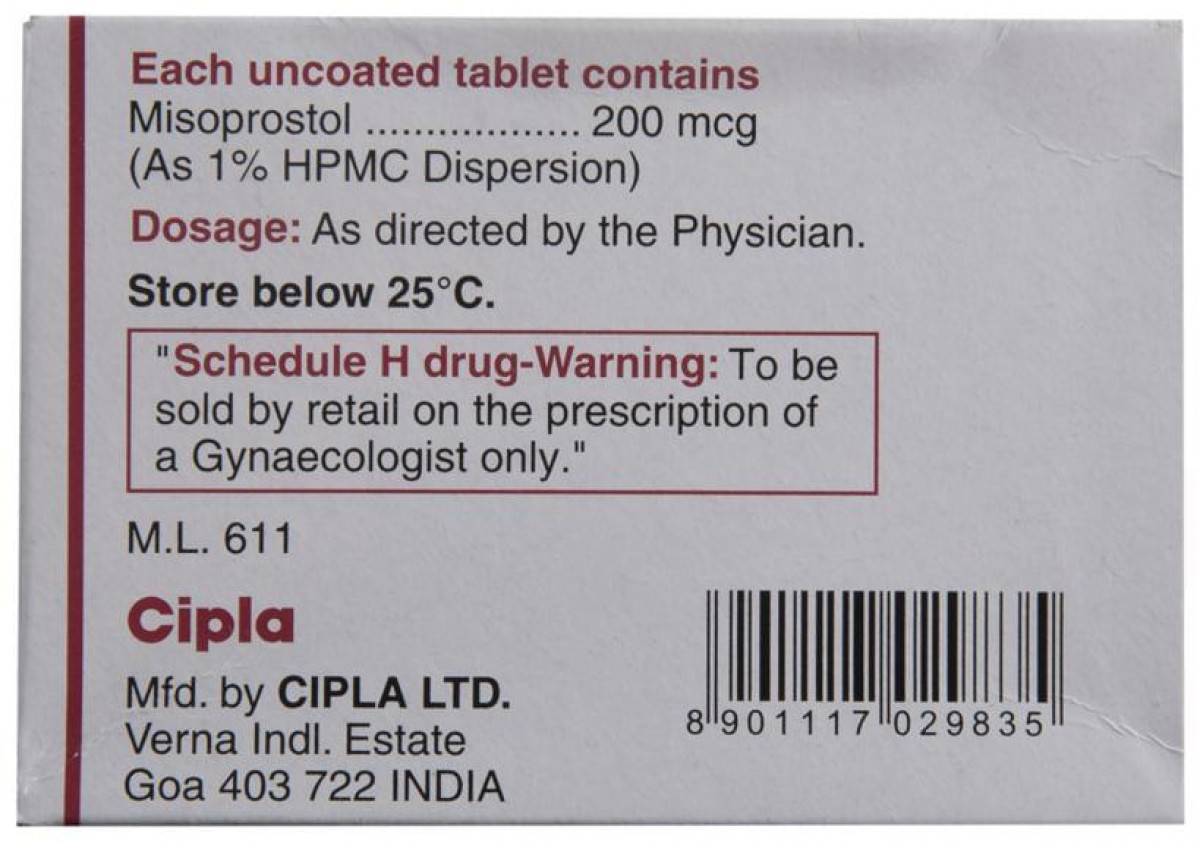 Each uncoated tablet contains
Misoprostol .................. 200 mcg
(As 1% HPMC Dispersion)
Dosage: As directed by the Physician.
Store below 25°C.
"Schedule H drug-Warning: To be
sold by retail on the prescription of
a Gynaecologist only."
M.L. 611
Cipla
Mfd. by CIPLA LTD.
Verna Indl. Estate
Goa 403 722 INDIA
8 901117 029835